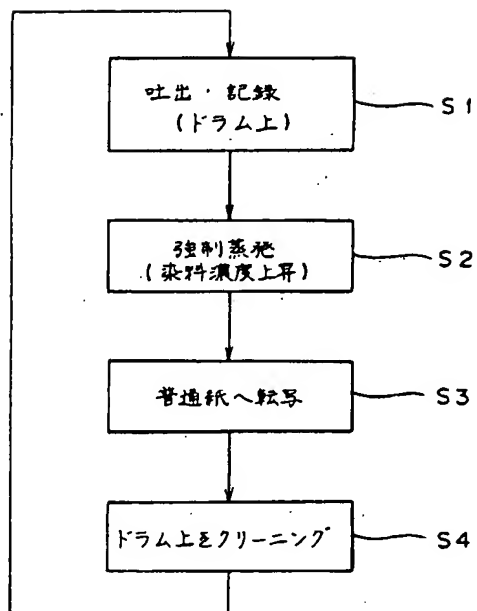 吐出・記録
(ドラム上)
S1
強制蒸発
(染料濃度上昇)
S2
普通紙へ転写
S3
ドラム上をクリーニング
S4